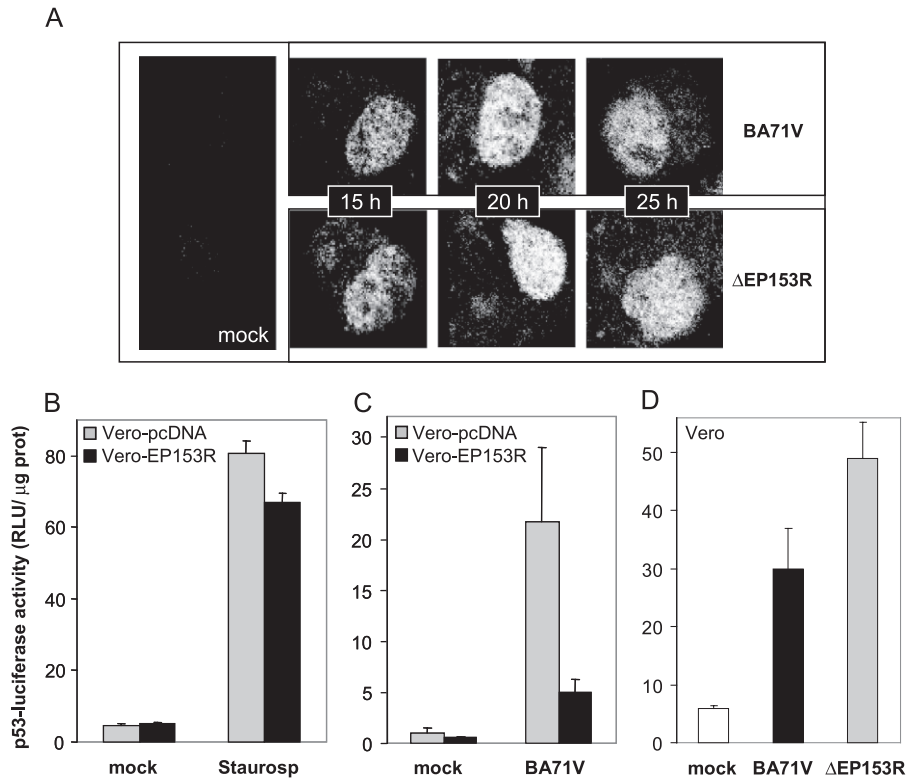 A
mock
15 h
20 h
25 h
BA71V
ΔEP153R
B
Vero-pcDNA
Vero-EP153R
p53-luciferase activity (RLU/ μg prot)
80
60
40
20
0
mock
Staurosp
C
Vero-pcDNA
Vero-EP153R
30
25
20
15
10
5
0
mock
BA71V
D
Vero
50
40
30
20
10
0
mock
BA71V
ΔEP153R